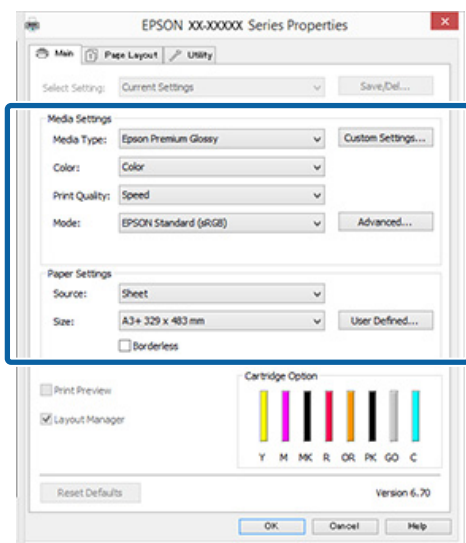 EPSON XX-XXXXX Series Properties
Main Page Layout Utility
Select Setting: Current Settings Save/Del...
Media Settings
Media Type: Epson Premium Glossy Custom Settings...
Color: Color
Print Quality: Speed
Mode: EPSON Standard (sRGB) Advanced...
Paper Settings
Source: Sheet
Size: A3+ 329 x 483 mm User Defined...
Borderless
Cartridge Option
Print Preview
Layout Manager
Y M MK R OR PK GO C
Reset Defaults Version 6.70
OK Cancel Help